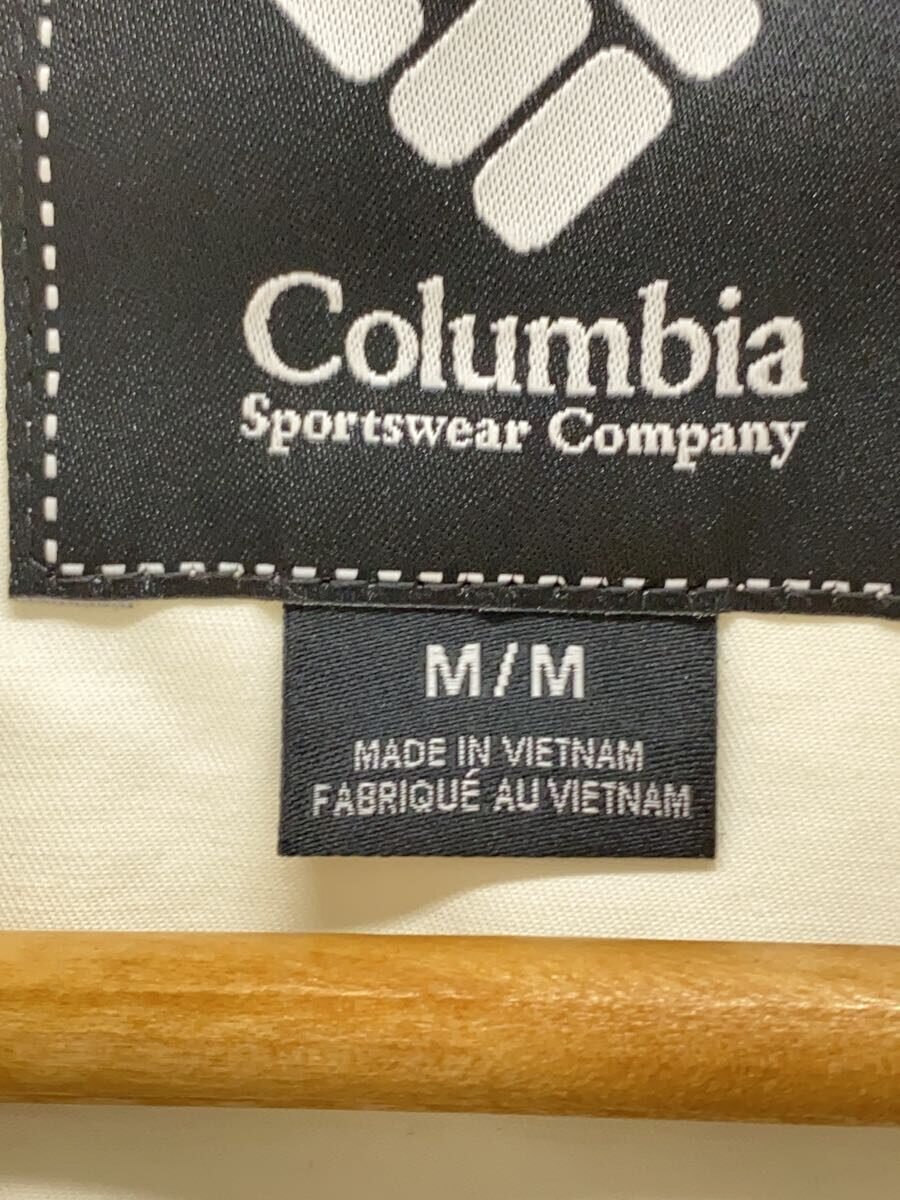 Columbia
Sportswear Company
M/M
MADE IN VIETNAM
FABRIQUÉ AU VIETNAM